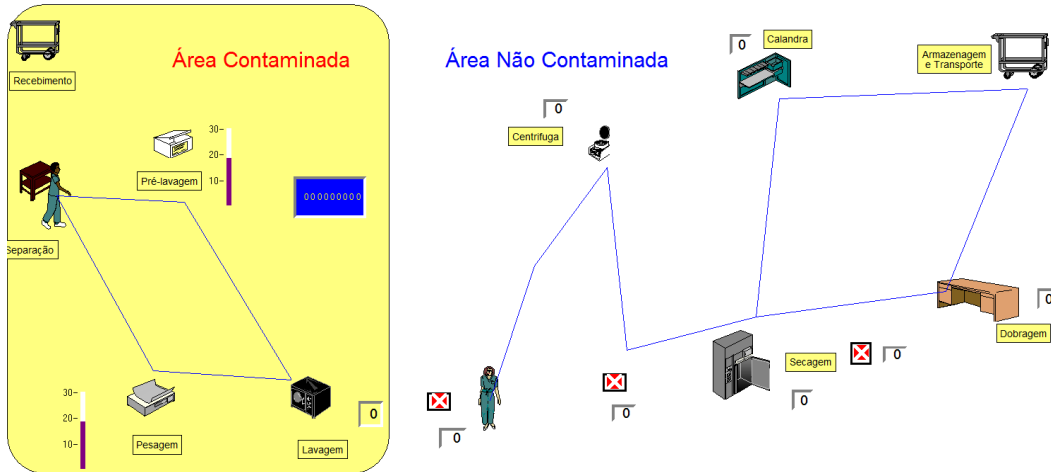 Área Contaminada
Área Não Contaminada
Recebimento
0
Calandra
Armazenagem
e Transporte
0
Centrifuga
30
20
10
Pré-lavagem
000000000
Separação
0
Dobragem
30
20
10
Pesagem
Lavagem
0
0
0
Secagem
0
0